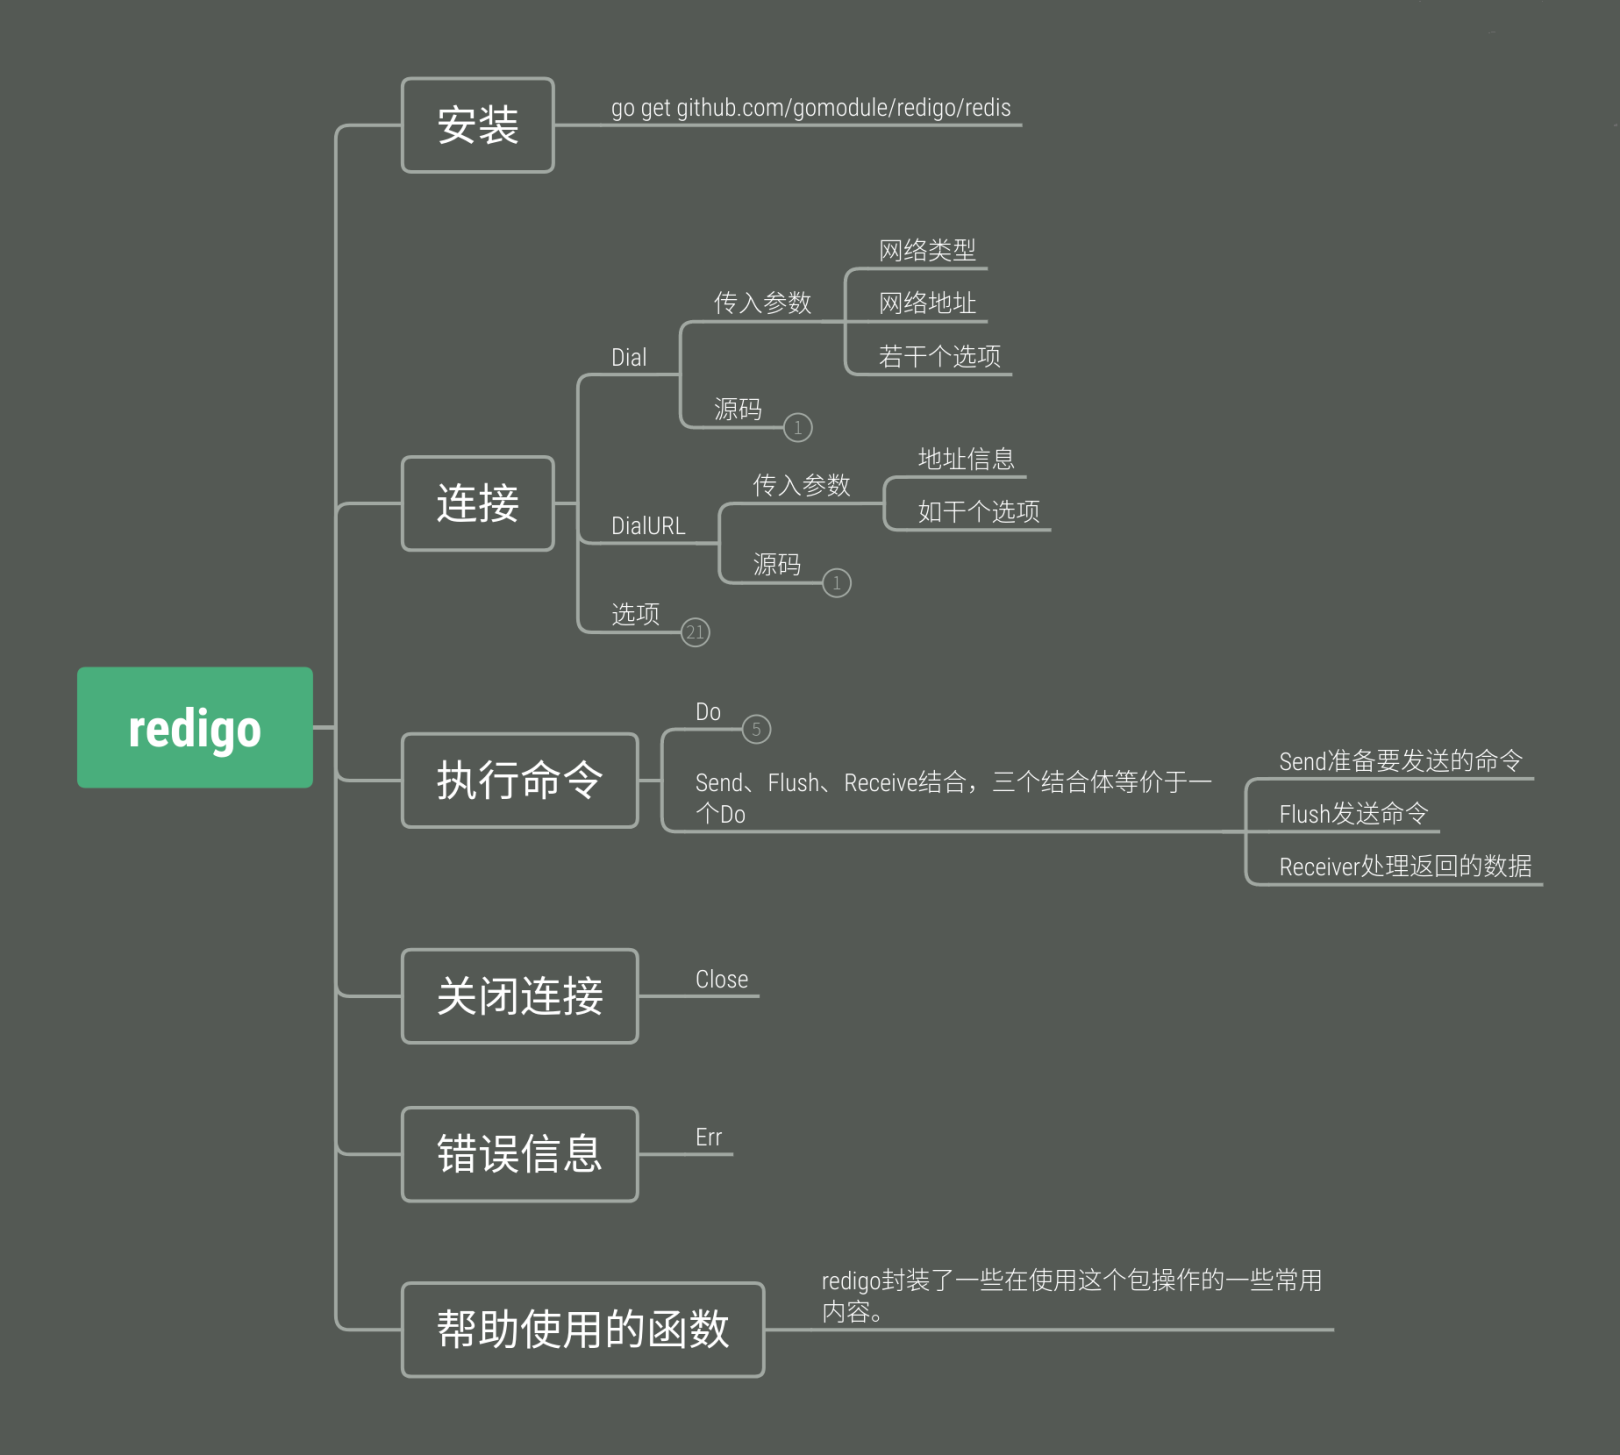 安装
go get github.com/gomodule/redigo/redis
网络类型
传入参数
网络地址
Dial
若干个选项
源码
1
连接
地址信息
传入参数
如干个选项
DialURL
源码
1
选项
21
redigo
执行命令
Do
5
Send、Flush、Receive结合，三个结合体等价于一
个Do
Send准备要发送的命令
Flush发送命令
Receiver处理返回的数据
关闭连接
Close
错误信息
Err
帮助使用的函数
redigo封装了一些在使用这个包操作的一些常用
内容。